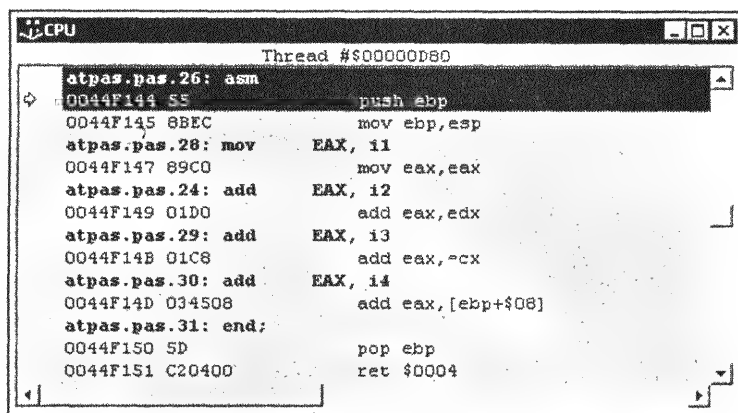 CPU
Thread #$00000D80
atpas.pas.26: asm
0044F144 55 push ebp
0044F145 8BEC mov ebp,esp
atpas.pas.28: mov EAX, i1
0044F147 89C0 mov eax,eax
atpas.pas.24: add EAX, i2
0044F149 01D0 add eax,edx
atpas.pas.29: add EAX, i3
0044F14B 01C8 add eax,ecx
atpas.pas.30: add EAX, i4
0044F14D 034508 add eax,[ebp+$08]
atpas.pas.31: end;
0044F150 5D pop ebp
0044F151 C20400 ret $0004